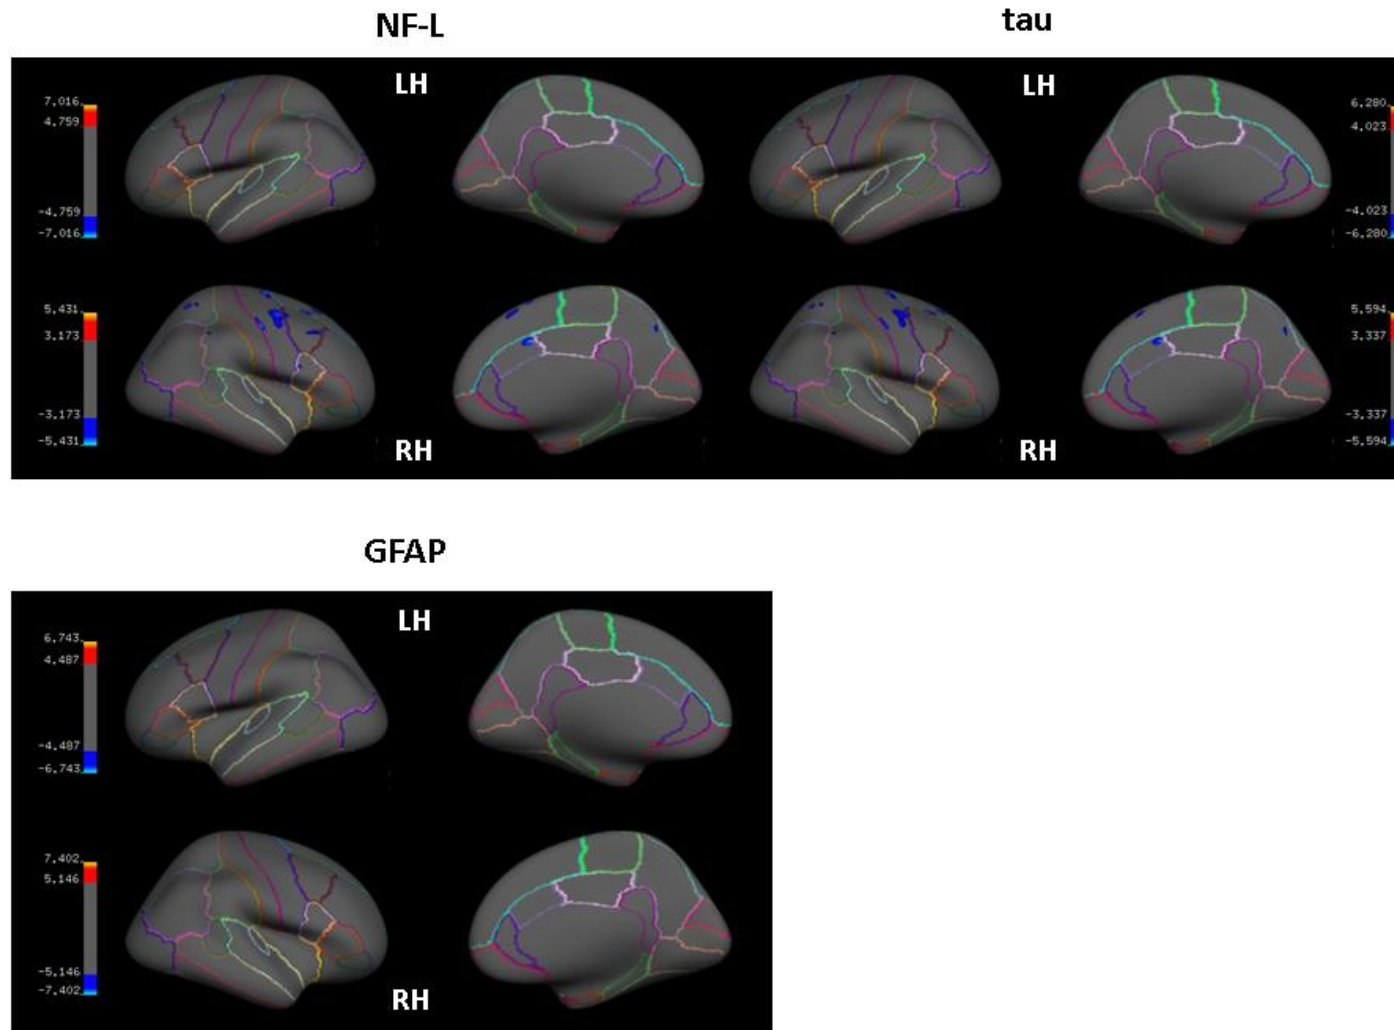 NF-L
tau
LH
LH
7,016
4,759
-4,759
-7,016
6,280
4,023
-4,023
-6,280
5,431
3,173
-3,173
-5,431
5,594
3,337
-3,337
-5,594
RH
RH
GFAP
LH
6,743
4,487
-4,487
-6,743
7,402
5,146
-5,146
-7,402
RH